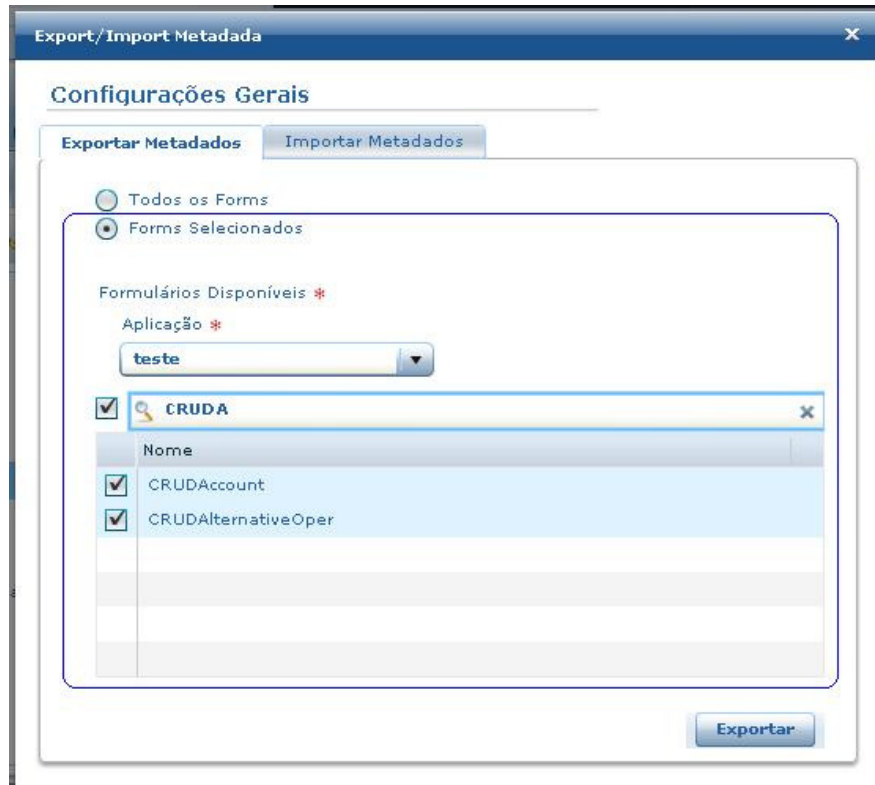 Export/Import Metadada
Configurações Gerais
Exportar Metadados
Importar Metadados
Todos os Forms
Forms Selecionados
Formulários Disponíveis *
Aplicação *
teste
CRUDA
Nome
CRUDAccount
CRUDAlternativeOper
Exportar